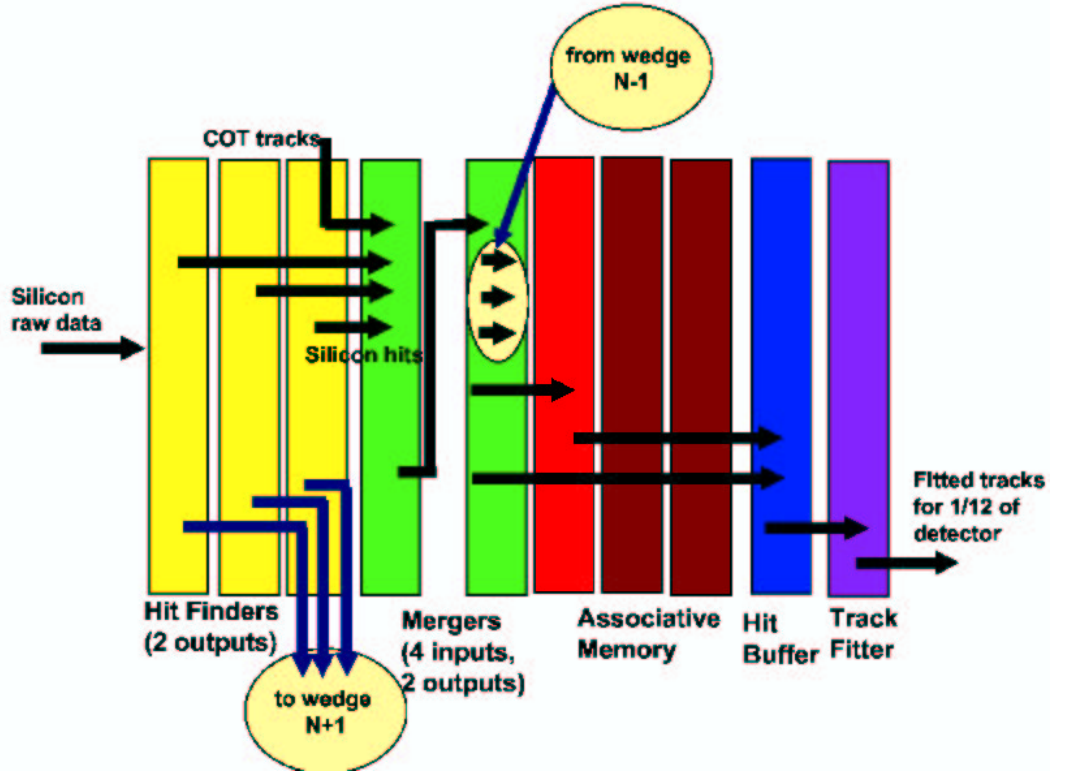 from wedge
N-1
COT tracks
Silicon
raw data
Silicon hits
Fitted tracks
for 1/12 of
detector
Hit Finders
(2 outputs)
Mergers
(4 inputs,
2 outputs)
Associative
Memory
Hit
Buffer
Track
Fitter
to wedge
N+1